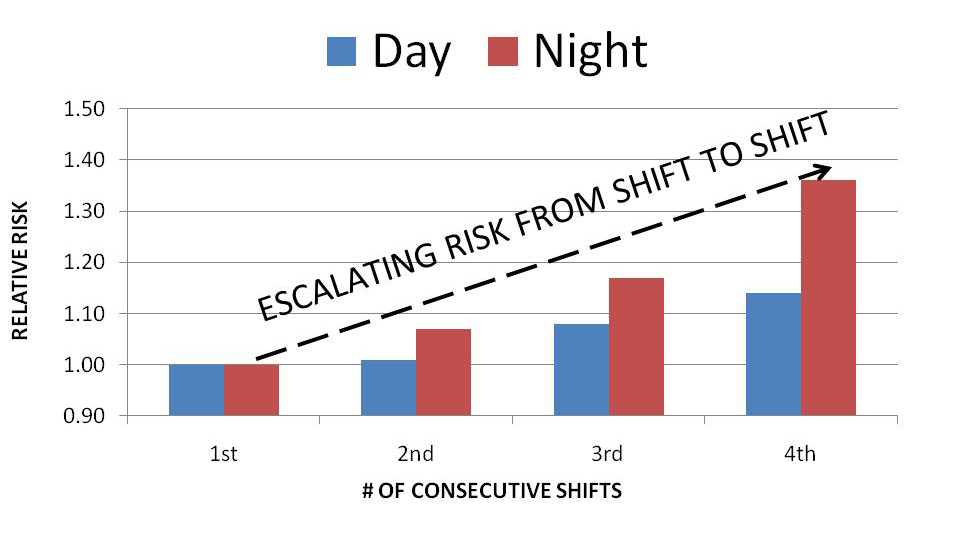 Day Night
1.50
1.40
1.30
1.20
1.10
1.00
0.90
RELATIVE RISK
ESCALATING RISK FROM SHIFT TO SHIFT
1st 2nd 3rd 4th
# OF CONSECUTIVE SHIFTS